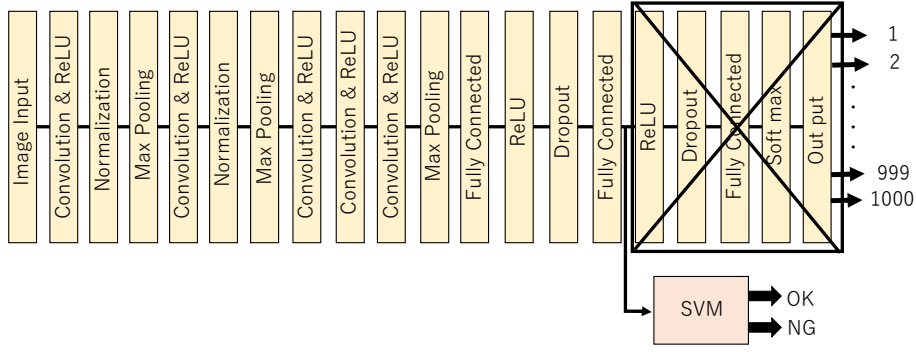 Image Input
Convolution & ReLU
Normalization
Max Pooling
Convolution & ReLU
Normalization
Max Pooling
Convolution & ReLU
Convolution & ReLU
Convolution & ReLU
Max Pooling
Fully Connected
ReLU
Dropout
Fully Connected
ReLU
Dropout
Fully Connected
Soft max
Out put
1
2
999
1000
SVM
OK
NG